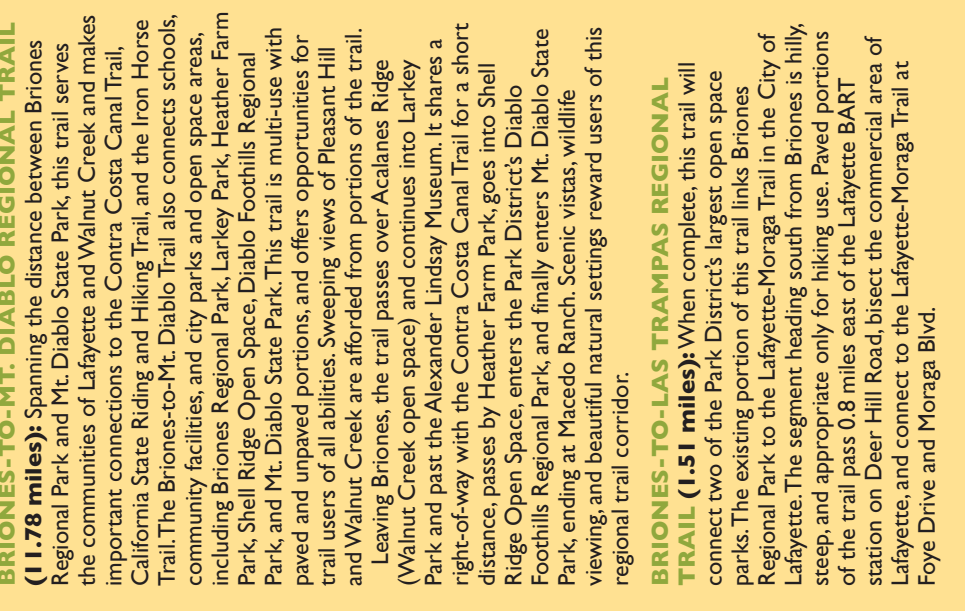 BRIONES-TO-MT. DIABLO REGIONAL TRAIL
(11.78 miles): Spanning the distance between Briones
Regional Park and Mt. Diablo State Park, this trail serves
the communities of Lafayette and Walnut Creek and makes
important connections to the Contra Costa Canal Trail,
California State Riding and Hiking Trail, and the Iron Horse
Trail. The Briones-to-Mt. Diablo Trail also connects schools,
community facilities, and city parks and open space areas,
including Briones Regional Park, Larkey Park, Heather Farm
Park, Shell Ridge Open Space, Diablo Foothills Regional
Park, and Mt. Diablo State Park. This trail is multi-use with
paved and unpaved portions, and offers opportunities for
trail users of all abilities. Sweeping views of Pleasant Hill
and Walnut Creek are afforded from portions of the trail.
Leaving Briones, the trail passes over Acalanes Ridge
(Walnut Creek open space) and continues into Larkey
Park and past the Alexander Lindsay Museum. It shares a
right-of-way with the Contra Costa Canal Trail for a short
distance, passes by Heather Farm Park, goes into Shell
Ridge Open Space, enters the Park District's Diablo
Foothills Regional Park, and finally enters Mt. Diablo State
Park, ending at Macedo Ranch. Scenic vistas, wildlife
viewing, and beautiful natural settings reward users of this
regional trail corridor.
BRIONES-TO-LAS TRAMPAS REGIONAL
TRAIL (1.51 miles): When complete, this trail will
connect two of the Park District's largest open space
parks. The existing portion of this trail links Briones
Regional Park to the Lafayette-Moraga Trail in the City of
Lafayette. The segment heading south from Briones is hilly,
steep, and appropriate only for hiking use. Paved portions
of the trail pass 0.8 miles east of the Lafayette BART
station on Deer Hill Road, bisect the commercial area of
Lafayette, and connect to the Lafayette-Moraga Trail at
Foye Drive and Moraga Blvd.